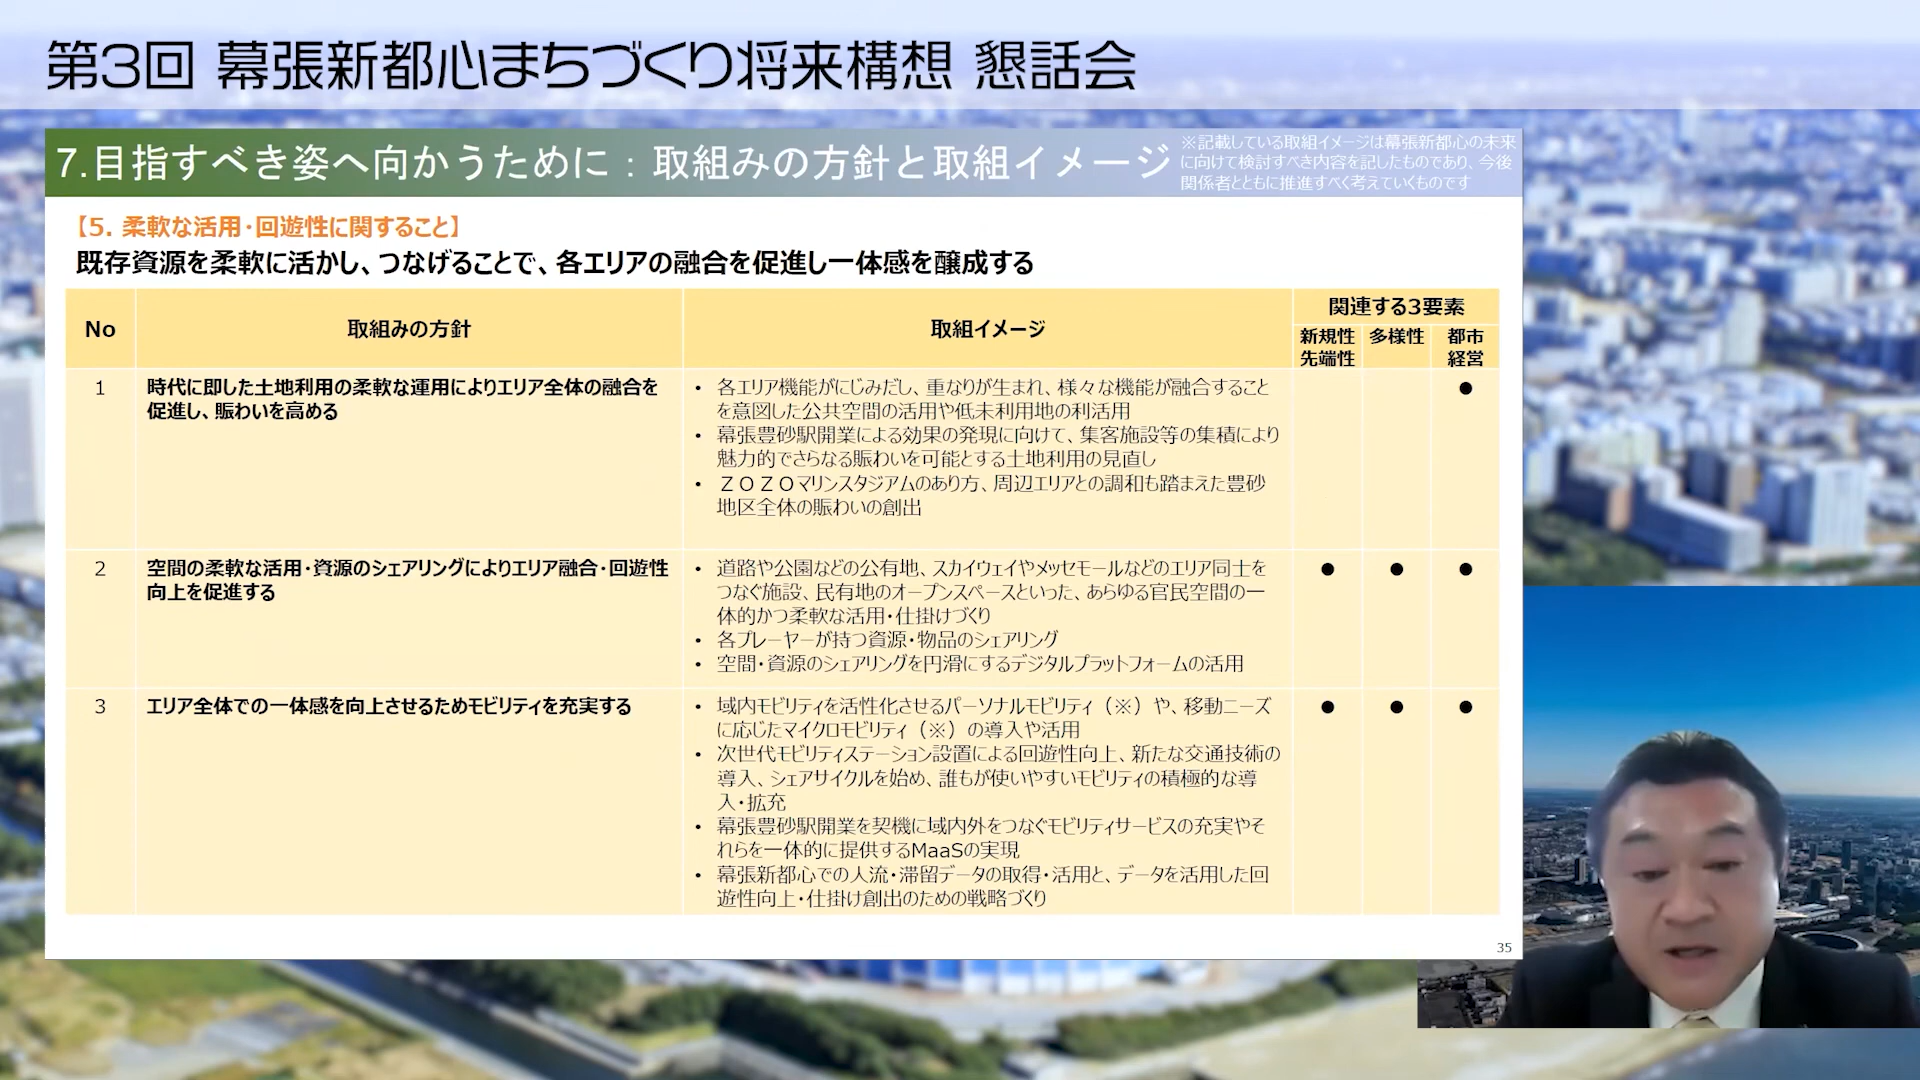 第3回 幕張新都心まちづくり将来構想 懇話会
7.目指すべき姿へ向かうために：取組みの方針と取組イメージ
※記載している取組イメージは幕張新都心の未来
に向けて検討すべき内容を記したものであり、今後
関係者とともに推進すべく考えていくものです
【5. 柔軟な活用・回遊性に関すること】
既存資源を柔軟に活かし、つなげることで、各エリアの融合を促進し一体感を醸成する
No
取組みの方針
取組イメージ
関連する3要素
新規性
先端性
多様性
都市
経営
1
時代に即した土地利用の柔軟な運用によりエリア全体の融合を
促進し、賑わいを高める
• 各エリア機能がにじみだし、重なりが生まれ、様々な機能が融合すること
を意図した公共空間の活用や低未利用地の利活用
• 幕張豊砂駅開業による効果の発現に向けて、集客施設等の集積により
魅力的でさらなる賑わいを可能とする土地利用の見直し
• ＺＯＺＯマリンスタジアムのあり方、周辺エリアとの調和も踏まえた豊砂
地区全体の賑わいの創出
●
2
空間の柔軟な活用・資源のシェアリングによりエリア融合・回遊性
向上を促進する
• 道路や公園などの公有地、スカイウェイやメッセモールなどのエリア同士を
つなぐ施設、民有地のオープンスペースといった、あらゆる官民空間の一
体的かつ柔軟な活用・仕掛けづくり
• 各プレーヤーが持つ資源・物品のシェアリング
• 空間・資源のシェアリングを円滑にするデジタルプラットフォームの活用
● ● ●
3
エリア全体での一体感を向上させるためモビリティを充実する
• 域内モビリティを活性化させるパーソナルモビリティ（※）や、移動ニーズ
に応じたマイクロモビリティ（※）の導入や活用
• 次世代モビリティステーション設置による回遊性向上、新たな交通技術の
導入、シェアサイクルを始め、誰もが使いやすいモビリティの積極的な導
入・拡充
• 幕張豊砂駅開業を契機に域内外をつなぐモビリティサービスの充実やそ
れらを一体的に提供するMaaSの実現
• 幕張新都心での人流・滞留データの取得・活用と、データを活用した回
遊性向上・仕掛け創出のための戦略づくり
● ● ●
35